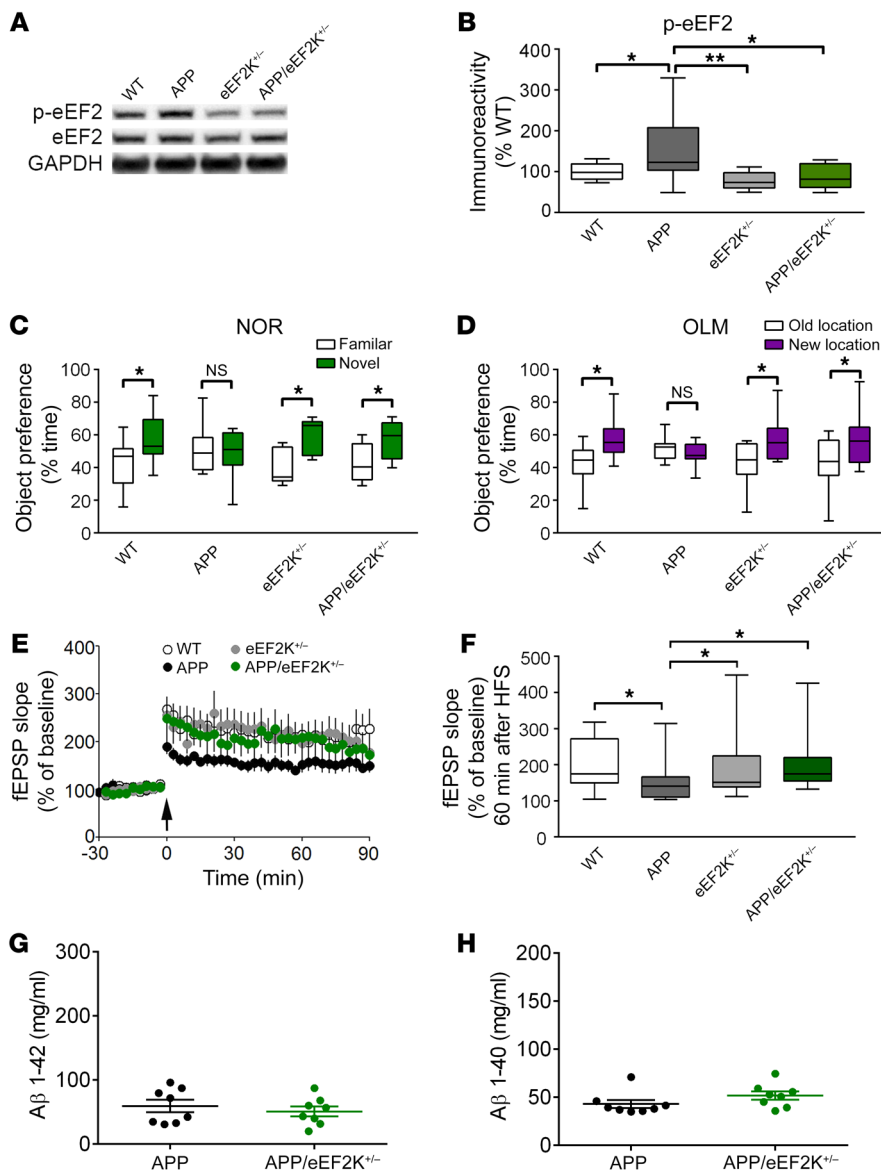 A
WT
APP
eEF2K+/–
APP/eEF2K+/–
p-eEF2
eEF2
GAPDH
B
p-eEF2
Immunoreactivity
(% WT)
400
300
200
100
0
*
**
*
WT
APP
eEF2K+/–
APP/eEF2K+/–
C
NOR
Familar
Novel
Object preference
(% time)
100
80
60
40
20
0
*
NS
*
*
WT
APP
eEF2K+/–
APP/eEF2K+/–
D
OLM
Old location
New location
Object preference
(% time)
100
80
60
40
20
0
*
NS
*
*
WT
APP
eEF2K+/–
APP/eEF2K+/–
E
WT
eEF2K+/–
APP
APP/eEF2K+/–
fEPSP slope
(% of baseline)
400
300
200
100
0
-30
0
30
60
90
Time (min)
F
fEPSP slope
(% of baseline)
60 min after HFS
500
400
300
200
100
0
*
*
*
WT
APP
eEF2K+/–
APP/eEF2K+/–
G
Aβ 1-42 (mg/ml)
300
200
100
0
APP
APP/eEF2K+/–
H
Aβ 1-40 (mg/ml)
200
150
100
50
0
APP
APP/eEF2K+/–